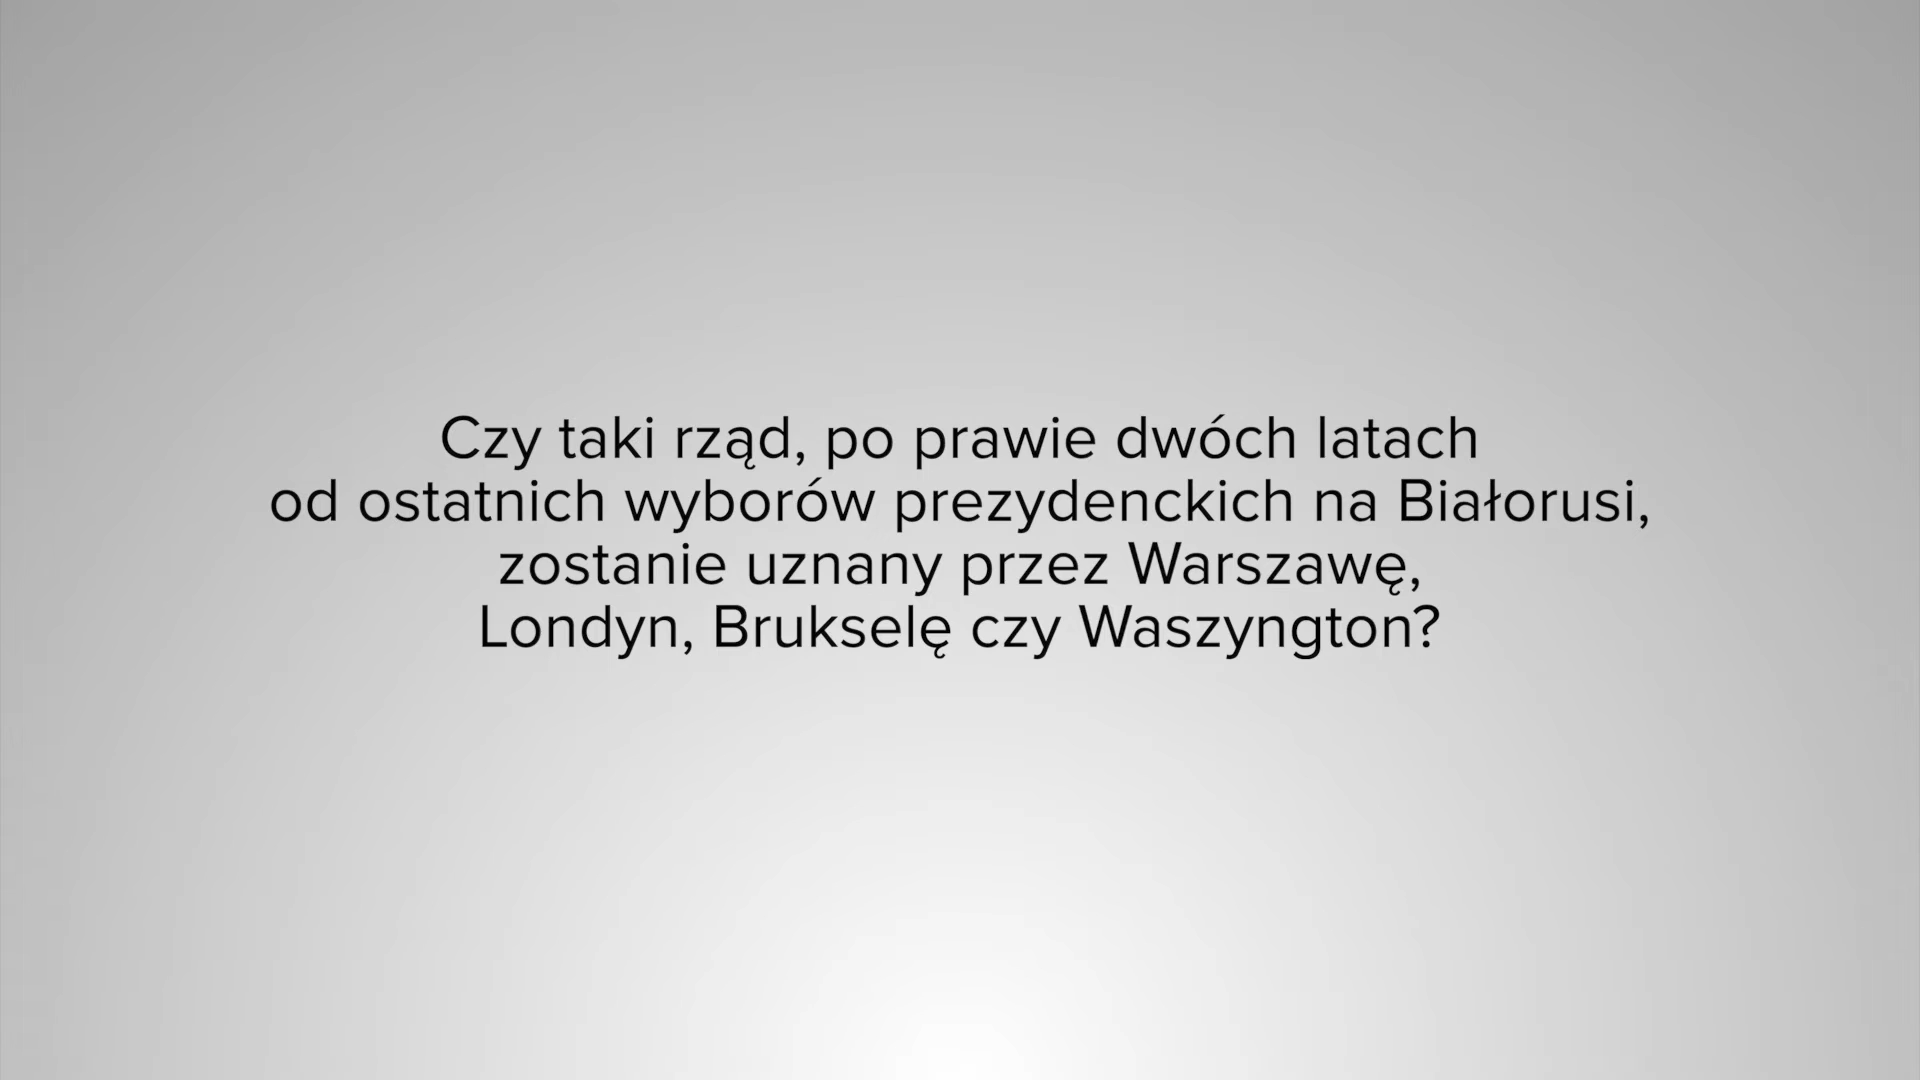 Czy taki rząd, po prawie dwóch latach
od ostatnich wyborów prezydenckich na Białorusi,
zostanie uznany przez Warszawę,
Londyn, Brukselę czy Waszyngton?